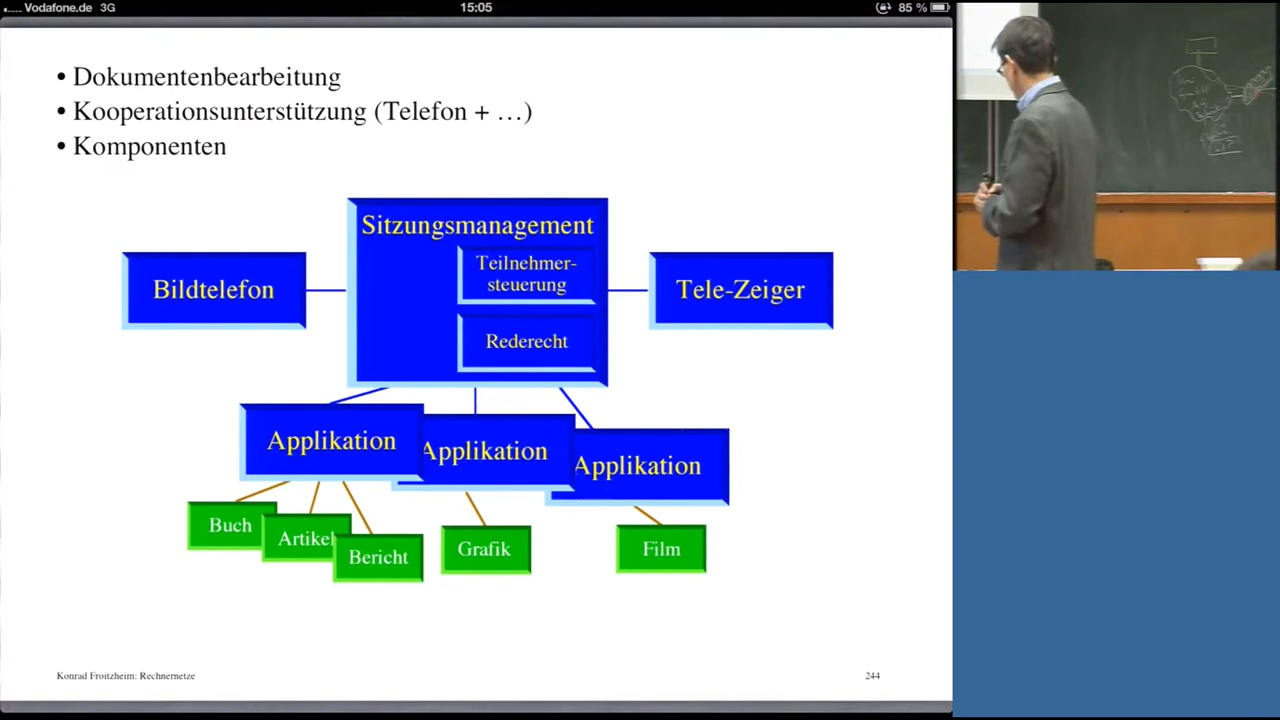 Vodafone.de 3G
15:05
85 %
• Dokumentenbearbeitung
• Kooperationsunterstützung (Telefon + …)
• Komponenten
Sitzungsmanagement
Teilnehmer-
steuerung
Bildtelefon
Tele-Zeiger
Rederecht
Applikation
Applikation
Applikation
Buch
Artikel
Bericht
Grafik
Film
Konrad Froitzheim: Rechnernetze
244